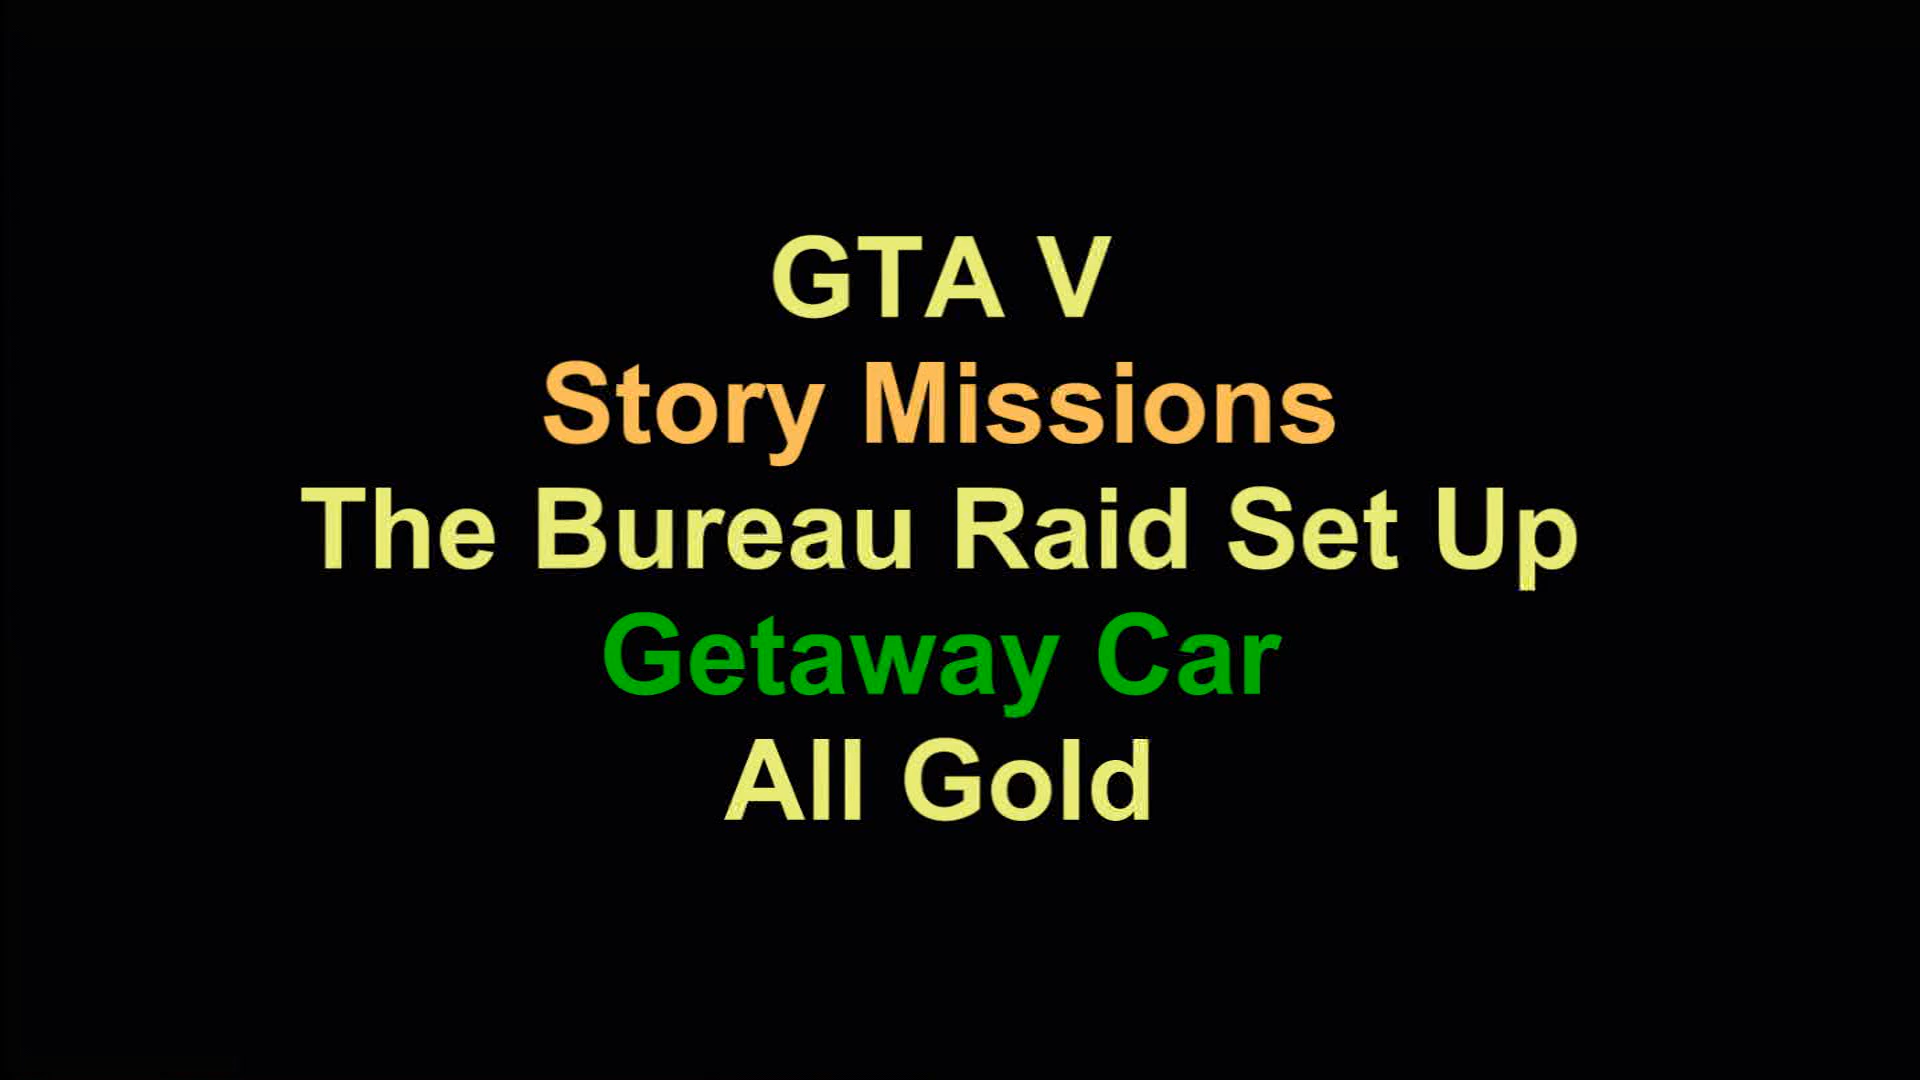 GTA V
Story Missions
The Bureau Raid Set Up
Getaway Car
All Gold